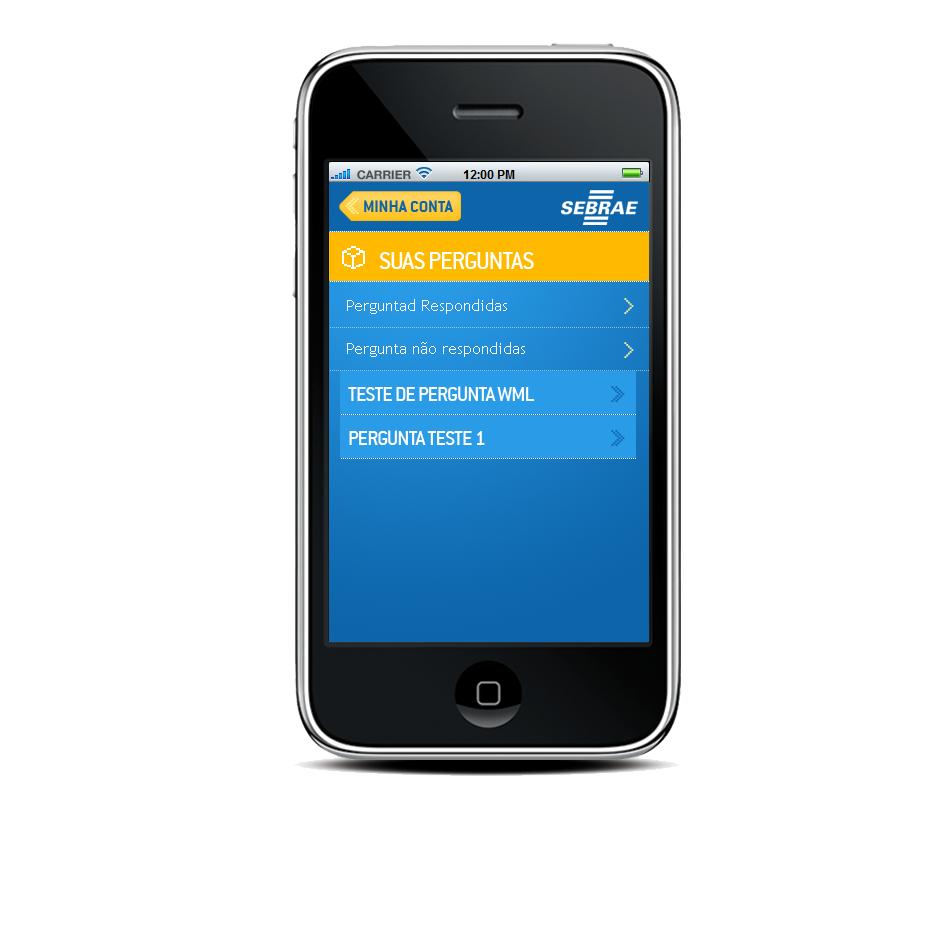 CARRIER 12:00 PM
MINHA CONTA SEBRAE
SUAS PERGUNTAS
Perguntad Respondidas
Pergunta não respondidas
TESTE DE PERGUNTA WML
PERGUNTA TESTE 1